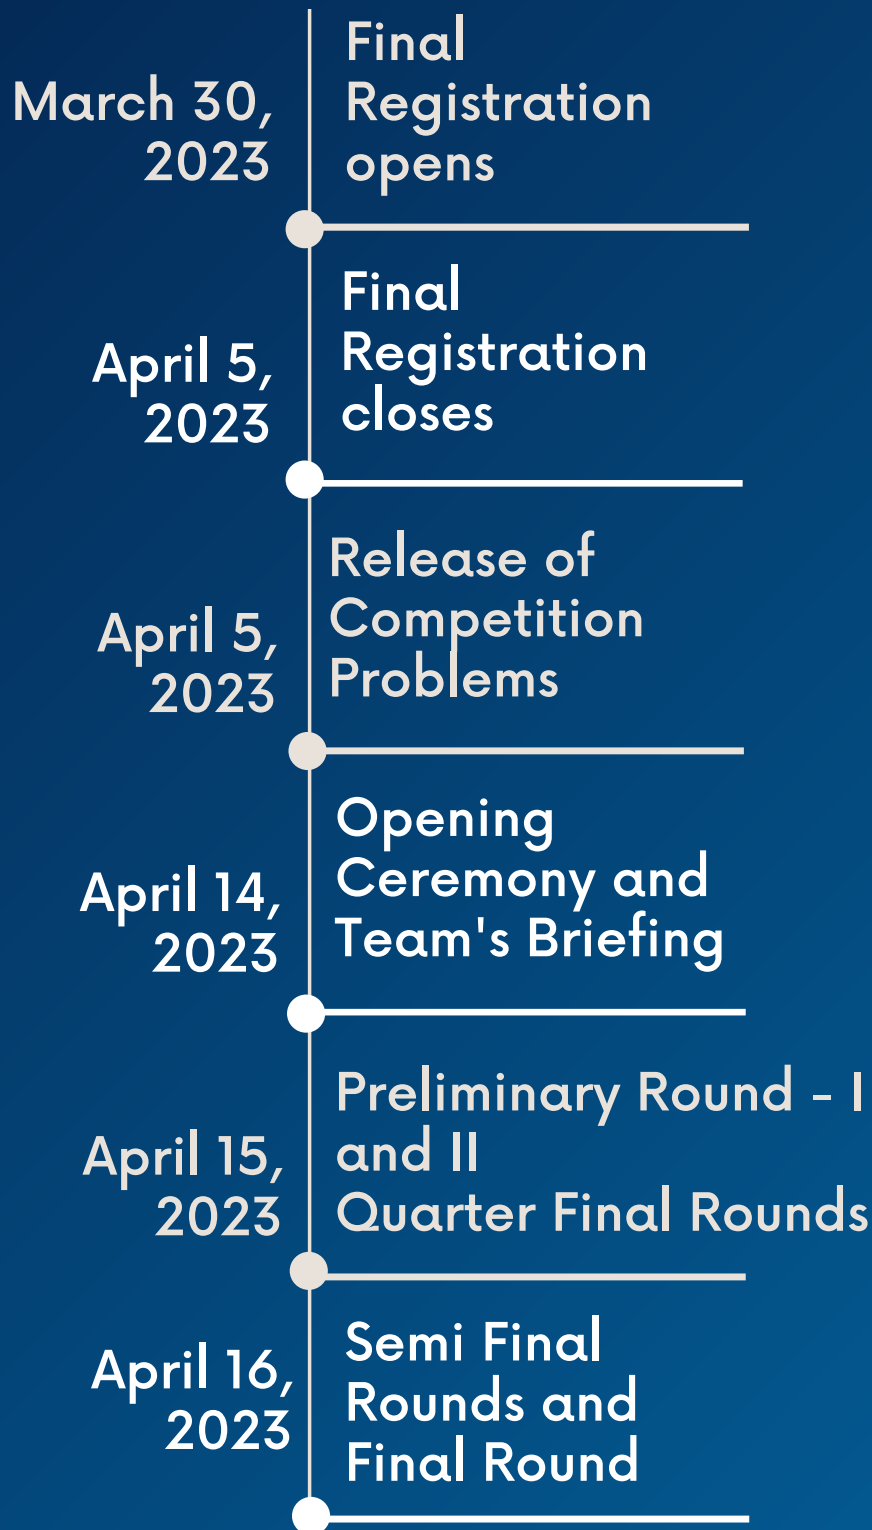 March 30,
2023
Final
Registration
opens
April 5,
2023
Final
Registration
closes
April 5,
2023
Release of
Competition
Problems
April 14,
2023
Opening
Ceremony and
Team's Briefing
April 15,
2023
Preliminary Round - I
and II
Quarter Final Rounds
April 16,
2023
Semi Final
Rounds and
Final Round